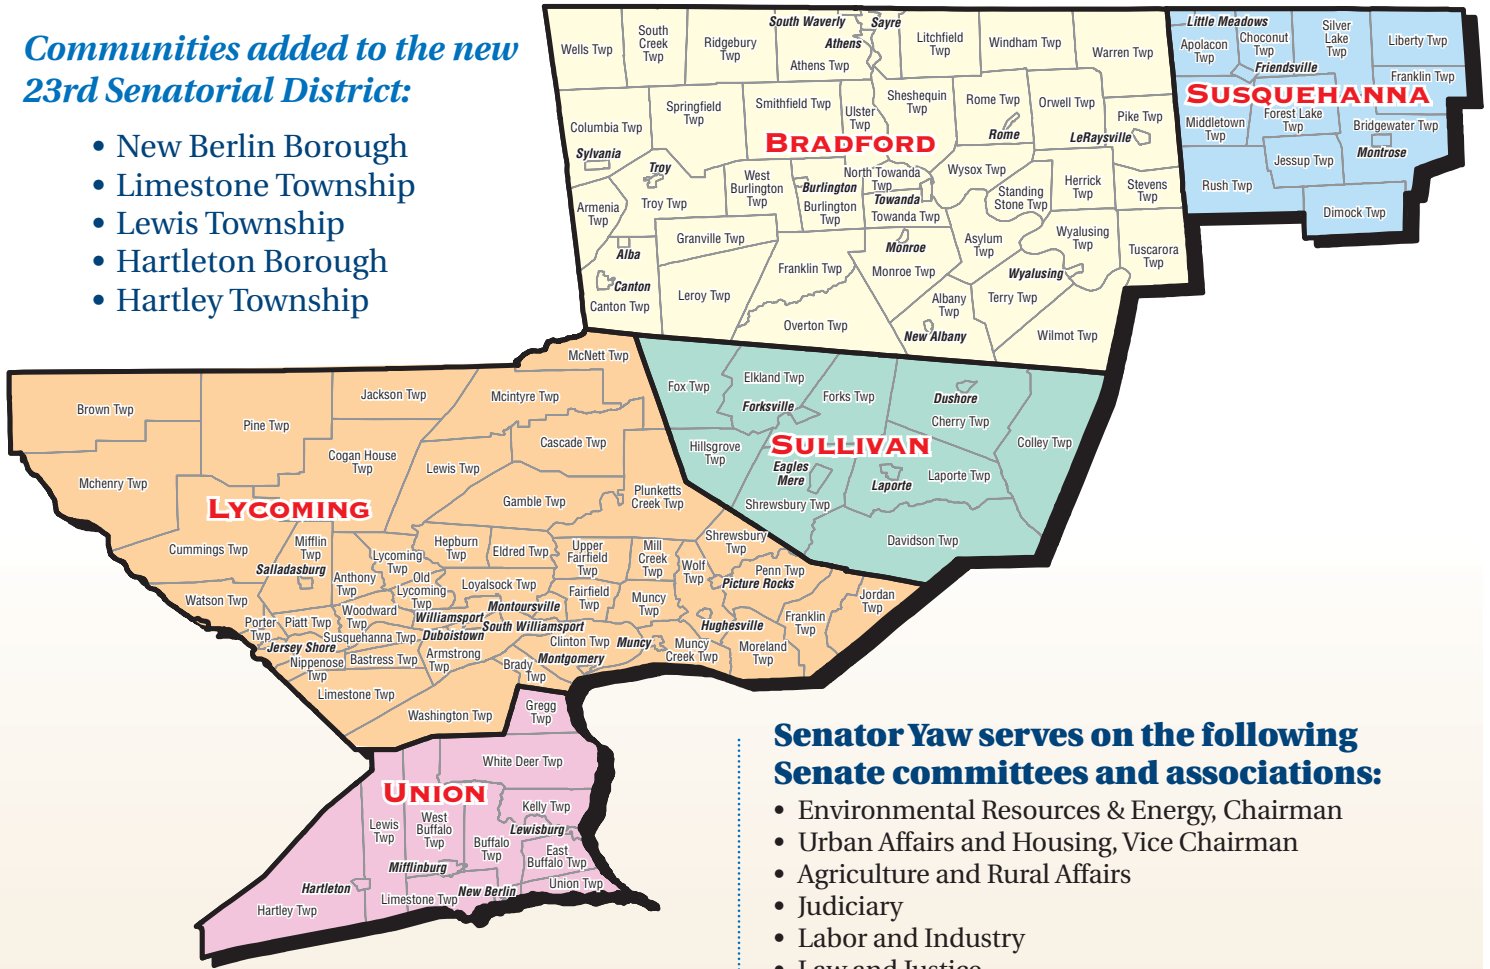 Communities added to the new
23rd Senatorial District:
• New Berlin Borough
• Limestone Township
• Lewis Township
• Hartleton Borough
• Hartley Township
BRADFORD
Wells Twp
South
Creek
Twp
Ridgebury
Twp
South Waverly
Sayre
Athens
Athens Twp
Litchfield
Twp
Windham Twp
Warren Twp
Columbia Twp
Springfield
Twp
Smithfield Twp
Ulster
Twp
Sheshequin
Twp
Rome Twp
Rome
Orwell Twp
Pike Twp
LeRaysville
Sylvania
Troy
Troy Twp
Armenia
Twp
West
Burlington
Twp
Burlington
Burlington
Twp
North Towanda
Twp
Towanda
Towanda Twp
Wysox Twp
Standing
Stone Twp
Herrick
Twp
Stevens
Twp
Granville Twp
Alba
Canton
Canton Twp
Leroy Twp
Franklin Twp
Monroe
Monroe Twp
Asylum
Twp
Wyalusing
Twp
Wyalusing
Tuscarora
Twp
Overton Twp
Albany
Twp
New Albany
Terry Twp
Wilmot Twp
SUSQUEHANNA
Little Meadows
Apolacon
Twp
Choconut
Twp
Friendsville
Silver
Lake
Twp
Liberty Twp
Franklin Twp
Middletown
Twp
Forest Lake
Twp
Bridgewater Twp
Montrose
Jessup Twp
Rush Twp
Dimock Twp
SULLIVAN
Fox Twp
Elkland Twp
Forksville
Forks Twp
Dushore
Cherry Twp
Colley Twp
Hillsgrove
Twp
Eagles
Mere
Laporte
Laporte Twp
Shrewsbury Twp
Davidson Twp
LYCOMING
McNett Twp
Brown Twp
Pine Twp
Jackson Twp
Mcintyre Twp
Cascade Twp
Cogan House
Twp
Lewis Twp
Mchenry Twp
Gamble Twp
Plunketts
Creek Twp
Cummings Twp
Mifflin
Twp
Salladasburg
Anthony
Twp
Lycoming
Twp
Old
Lycoming
Twp
Hepburn
Twp
Eldred Twp
Upper
Fairfield
Twp
Mill
Creek
Twp
Wolf
Twp
Shrewsbury
Twp
Penn Twp
Picture Rocks
Jordan
Twp
Watson Twp
Loyalsock Twp
Fairfield
Twp
Muncy
Twp
Franklin
Twp
Porter
Twp
Piatt Twp
Woodward
Twp
Williamsport
Montoursville
South Williamsport
Hughesville
Susquehanna Twp
Duboistown
Jersey Shore
Nippenose
Twp
Bastress Twp
Armstrong
Twp
Clinton Twp
Muncy
Muncy
Creek Twp
Moreland
Twp
Brady
Twp
Montgomery
Limestone Twp
Washington Twp
UNION
Gregg
Twp
White Deer Twp
Kelly Twp
Lewisburg
Lewis
Twp
West
Buffalo
Twp
Buffalo
Twp
East
Buffalo Twp
Mifflinburg
Union Twp
Hartleton
Limestone Twp
New Berlin
Hartley Twp
Senator Yaw serves on the following
Senate committees and associations:
• Environmental Resources & Energy, Chairman
• Urban Affairs and Housing, Vice Chairman
• Agriculture and Rural Affairs
• Judiciary
• Labor and Industry
• Law and Justice